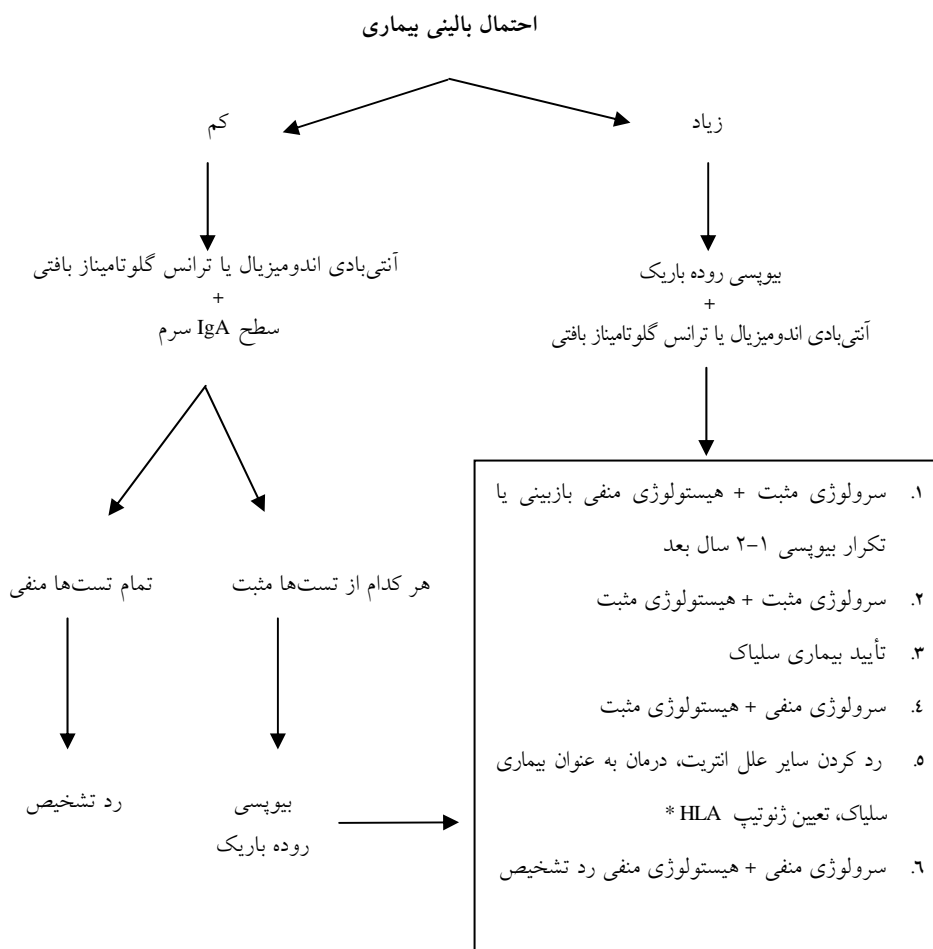 احتمال بالینی بیماری
زیاد
کم
بیوپسی روده باریک
+
آنتی‌بادی اندومیزیال یا ترانس گلوتامیناز بافتی
آنتی‌بادی اندومیزیال یا ترانس گلوتامیناز بافتی
+
سطح IgA سرم
هر کدام از تست‌ها مثبت
تمام تست‌ها منفی
بیوپسی
روده باریک
رد تشخیص
۱. سرولوژی مثبت + هیستولوژی منفی بازبینی یا
تکرار بیوپسی ۱-۲ سال بعد
۲. سرولوژی مثبت + هیستولوژی مثبت
۳. تأیید بیماری سلیاک
٤. سرولوژی منفی + هیستولوژی مثبت
٥. رد کردن سایر علل انتریت، درمان به عنوان بیماری
سلیاک، تعیین ژنوتیپ HLA *
٦. سرولوژی منفی + هیستولوژی منفی رد تشخیص